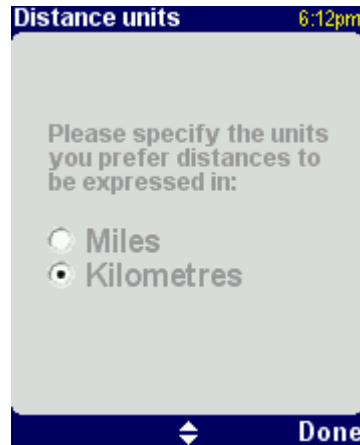 Distance units 6:12pm
Please specify the units
you prefer distances to
be expressed in:
Miles
Kilometres
Done